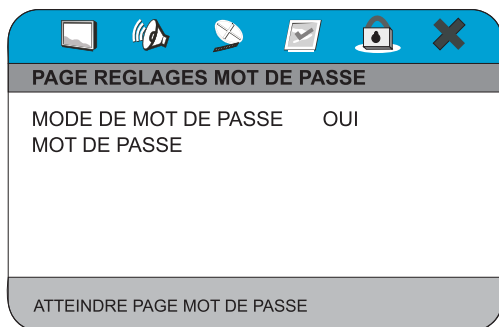 PAGE REGLAGES MOT DE PASSE
MODE DE MOT DE PASSE OUI
MOT DE PASSE
ATTEINDRE PAGE MOT DE PASSE